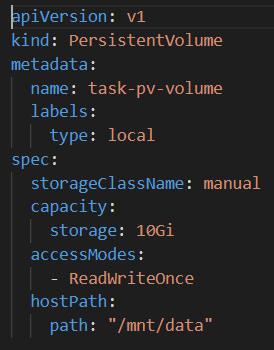 apiVersion: v1
kind: PersistentVolume
metadata:
  name: task-pv-volume
  labels:
    type: local
spec:
  storageClassName: manual
  capacity:
    storage: 10Gi
  accessModes:
    - ReadWriteOnce
  hostPath:
    path: "/mnt/data"